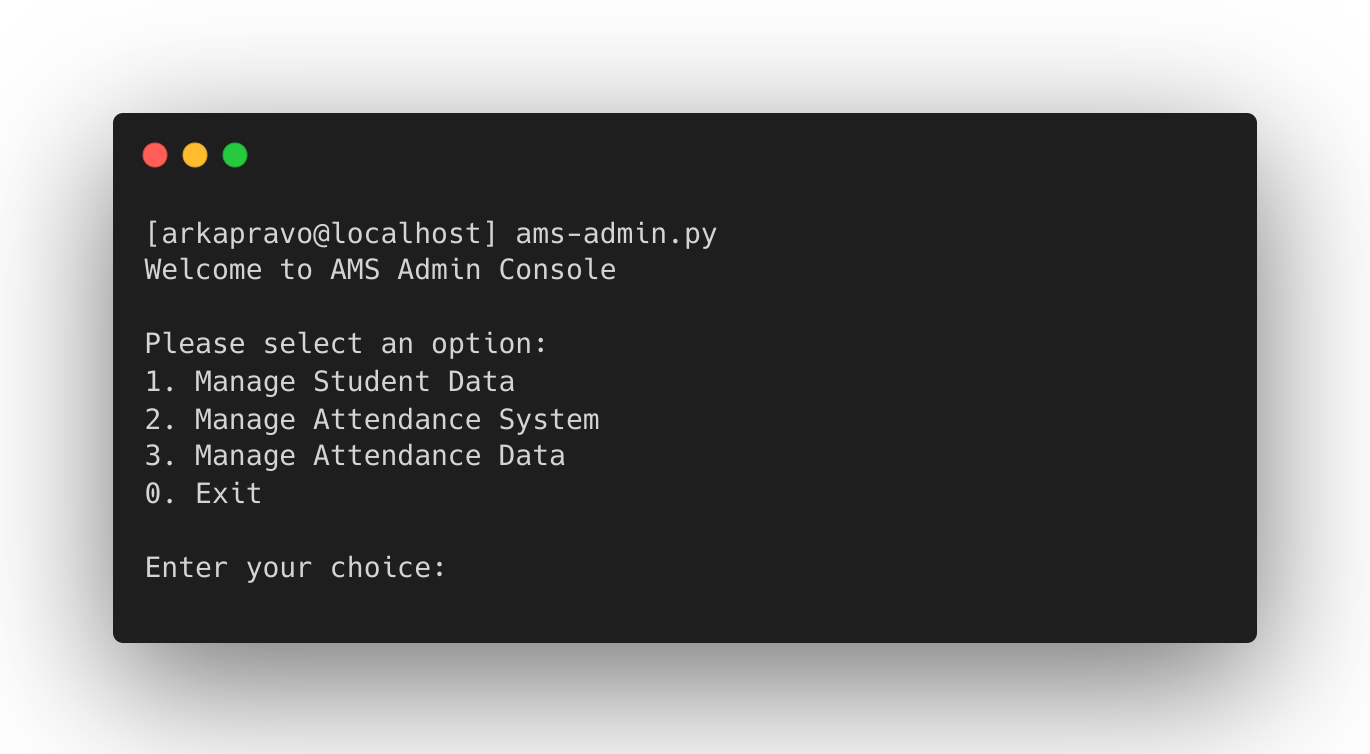 [arkapravo@localhost] ams-admin.py
Welcome to AMS Admin Console
Please select an option:
1. Manage Student Data
2. Manage Attendance System
3. Manage Attendance Data
0. Exit
Enter your choice: